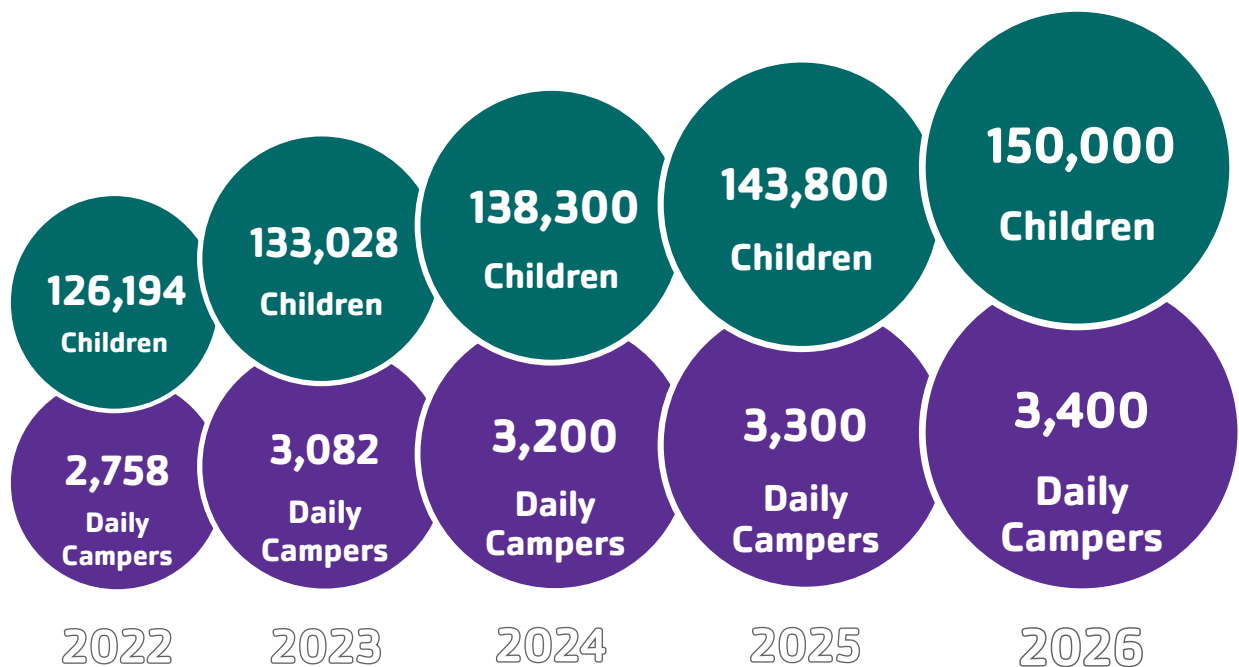 126,194
Children
2,758
Daily
Campers
2022
133,028
Children
3,082
Daily
Campers
2023
138,300
Children
3,200
Daily
Campers
2024
143,800
Children
3,300
Daily
Campers
2025
150,000
Children
3,400
Daily
Campers
2026